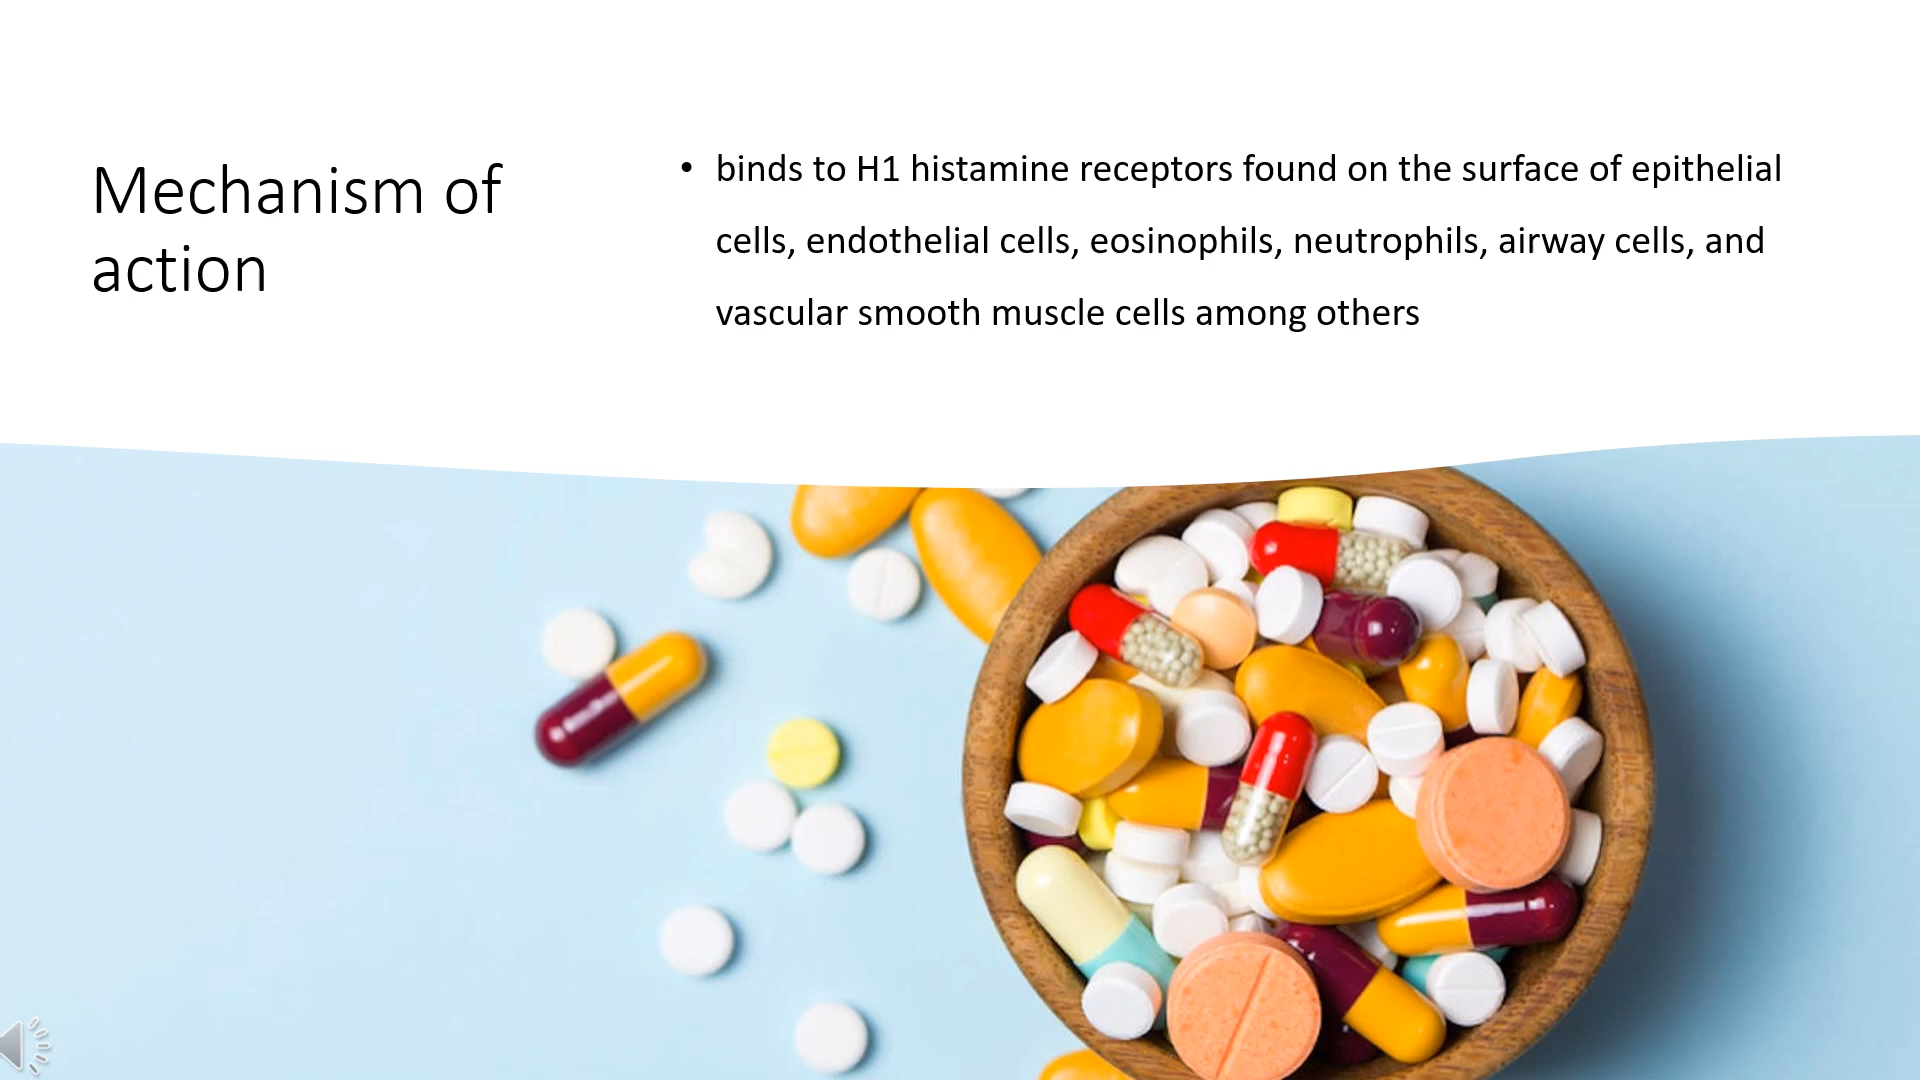 Mechanism of
action
• binds to H1 histamine receptors found on the surface of epithelial
cells, endothelial cells, eosinophils, neutrophils, airway cells, and
vascular smooth muscle cells among others